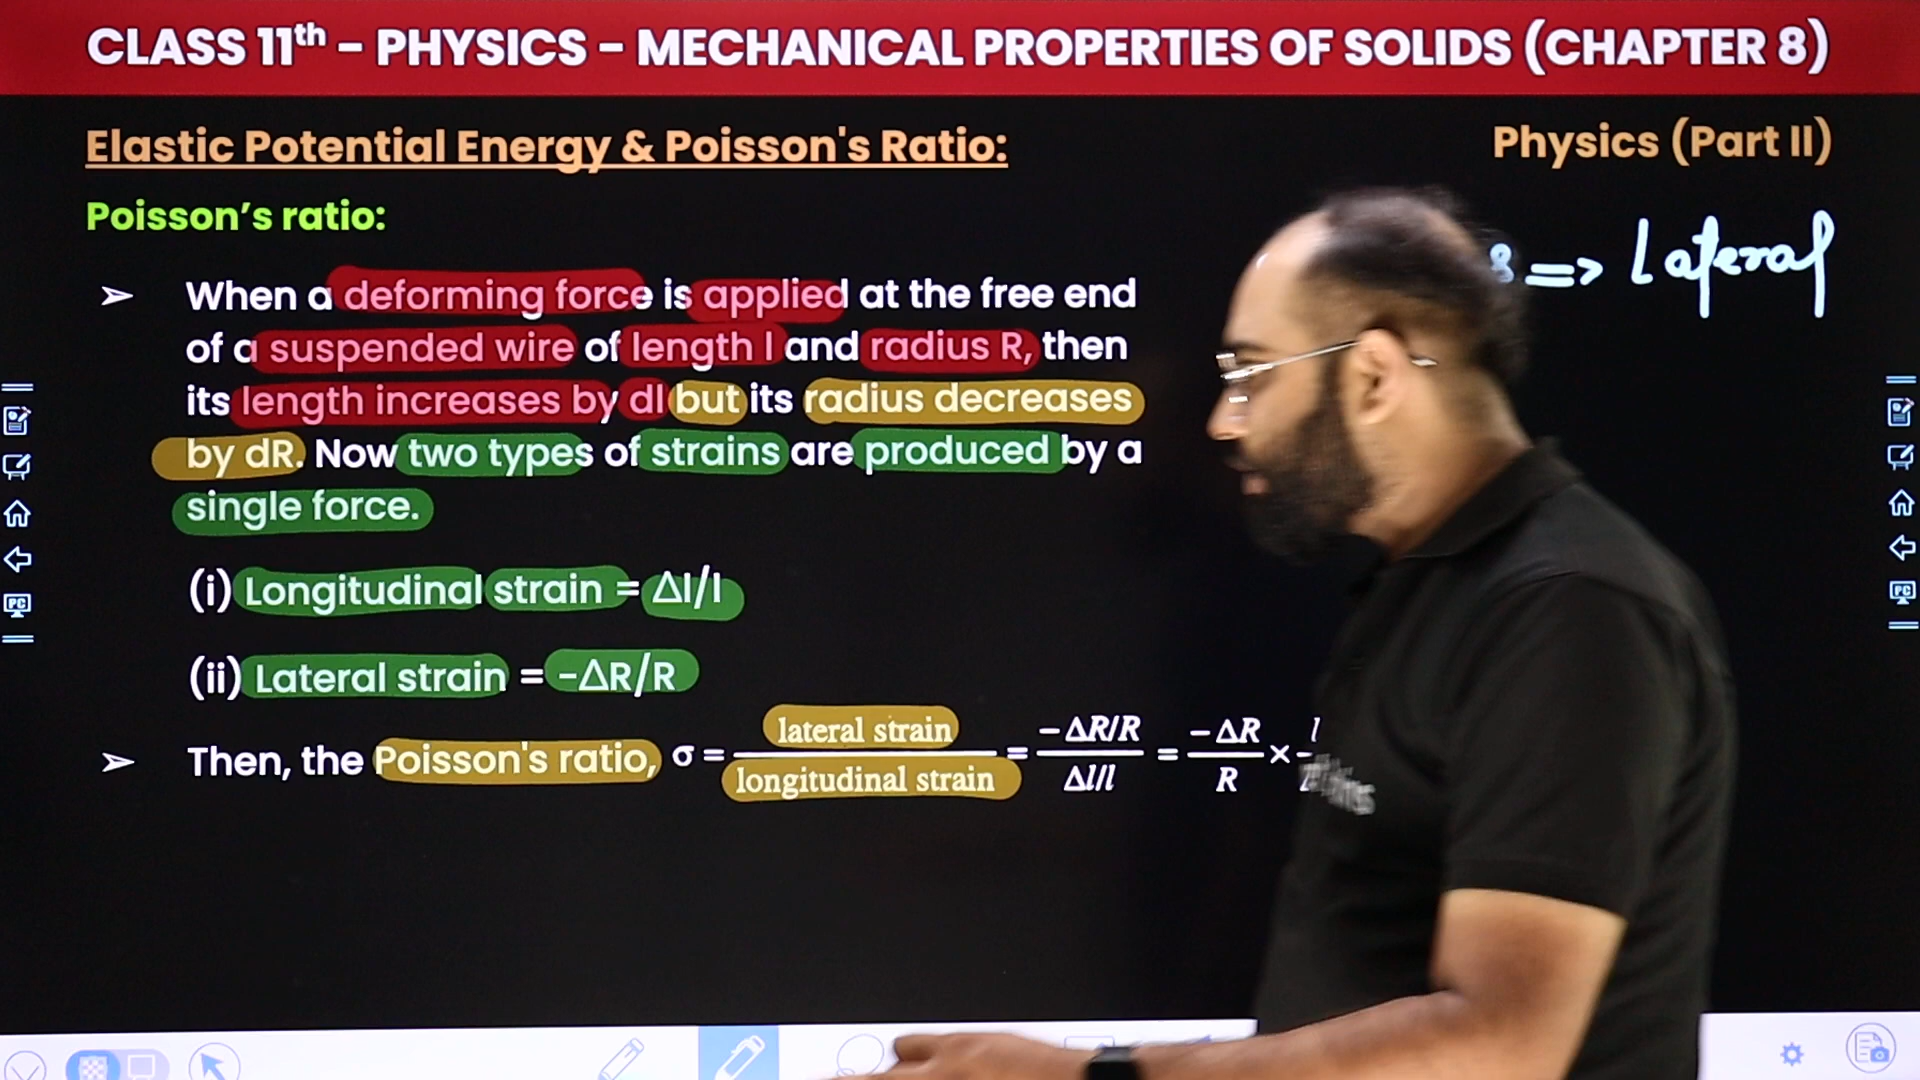 CLASS 11th – PHYSICS – MECHANICAL PROPERTIES OF SOLIDS (CHAPTER 8)
Elastic Potential Energy & Poisson's Ratio:
Physics (Part II)
Poisson’s ratio:
8 => Lateral
➢ When a deforming force is applied at the free end
of a suspended wire of length l and radius R, then
its length increases by dl but its radius decreases
by dR. Now two types of strains are produced by a
single force.
(i) Longitudinal strain = Δl/l
(ii) Lateral strain = -ΔR/R
➢ Then, the Poisson's ratio, σ = lateral strain / longitudinal strain = −ΔR/R / Δl/l = −ΔR / R × l
PC
PC